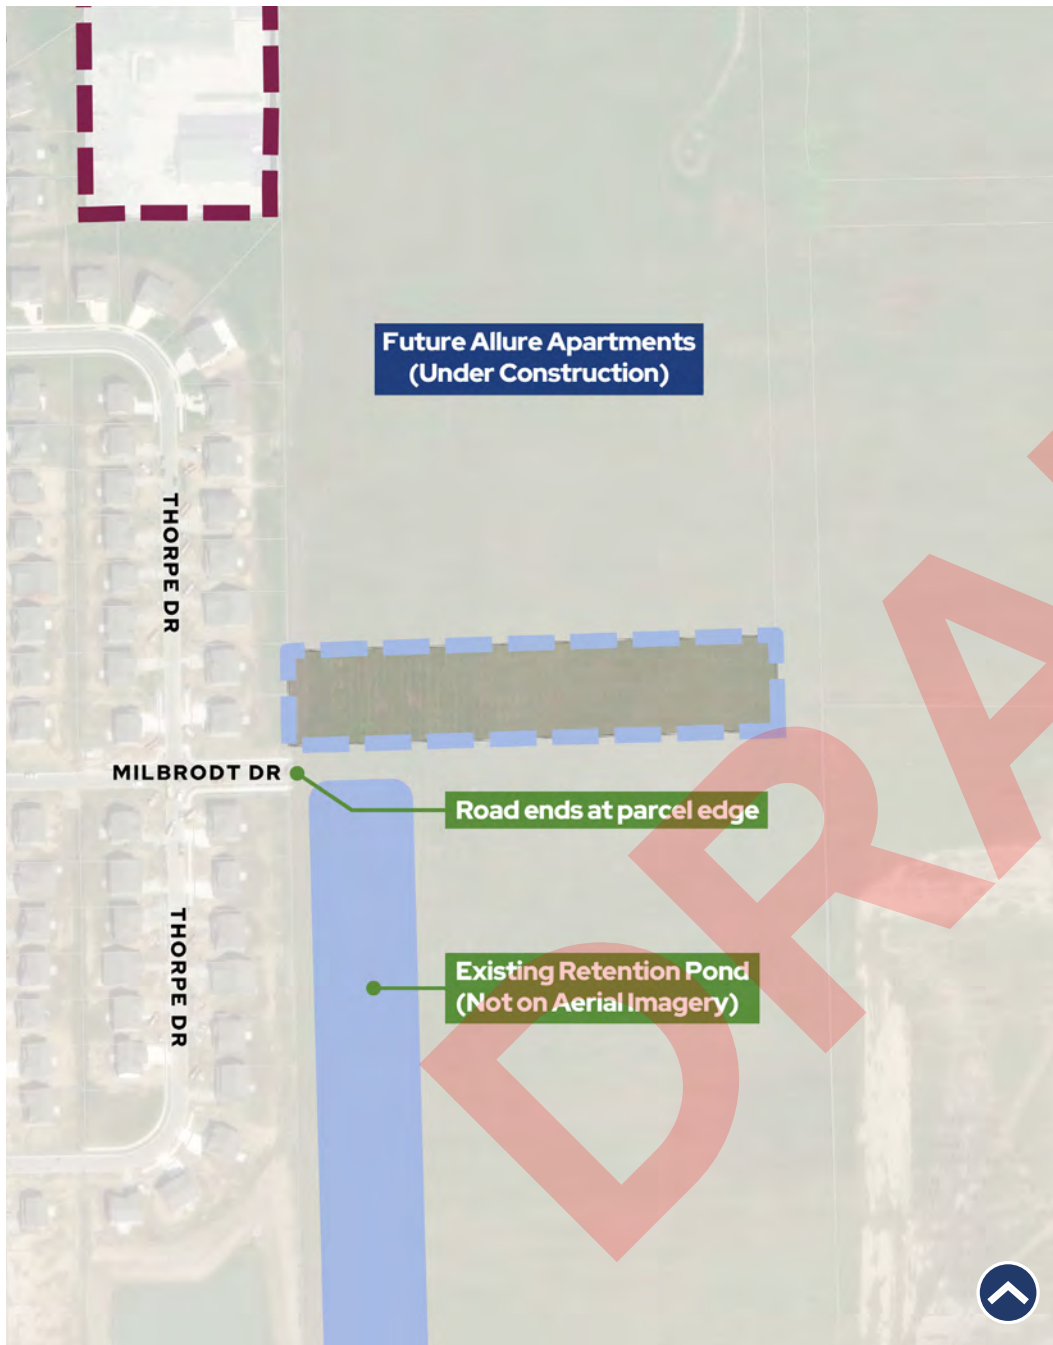 Future Allure Apartments
(Under Construction)
THORPE DR
MILBRODT DR
Road ends at parcel edge
THORPE DR
Existing Retention Pond
(Not on Aerial Imagery)
DRA